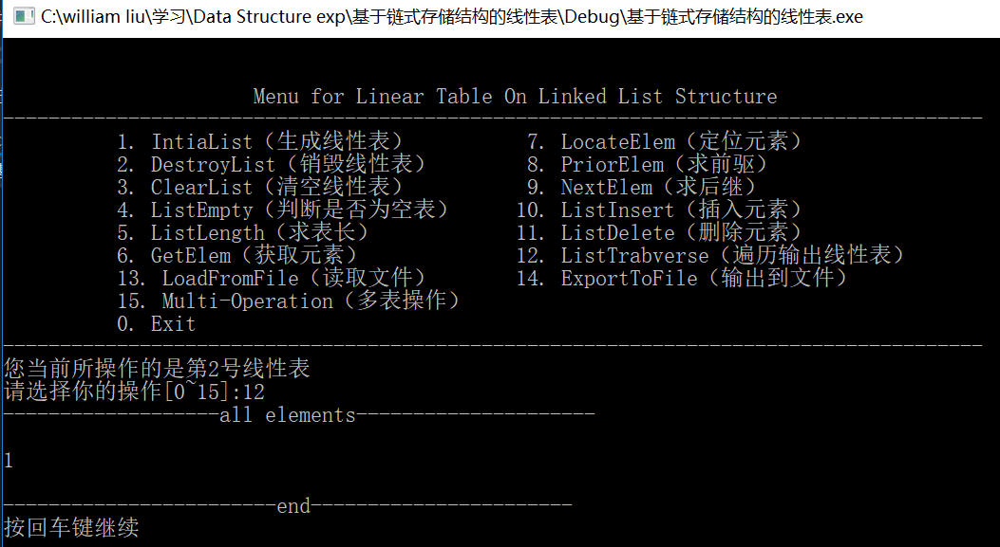 C:\william liu\学习\Data Structure exp\基于链式存储结构的线性表\Debug\基于链式存储结构的线性表.exe
Menu for Linear Table On Linked List Structure
--------------------------------------------------------------------------------------
1. IntiaList（生成线性表） 7. LocateElem（定位元素）
2. DestroyList（销毁线性表） 8. PriorElem（求前驱）
3. ClearList（清空线性表） 9. NextElem（求后继）
4. ListEmpty（判断是否为空表） 10. ListInsert（插入元素）
5. ListLength（求表长） 11. ListDelete（删除元素）
6. GetElem（获取元素） 12. ListTrabverse（遍历输出线性表）
13. LoadFromFile（读取文件） 14. ExportToFile（输出到文件）
15. Multi-Operation（多表操作）
0. Exit
--------------------------------------------------------------------------------------
您当前所操作的是第2号线性表
请选择你的操作[0~15]:12
-------------------all elements---------------------
1
------------------------end-----------------------
按回车键继续